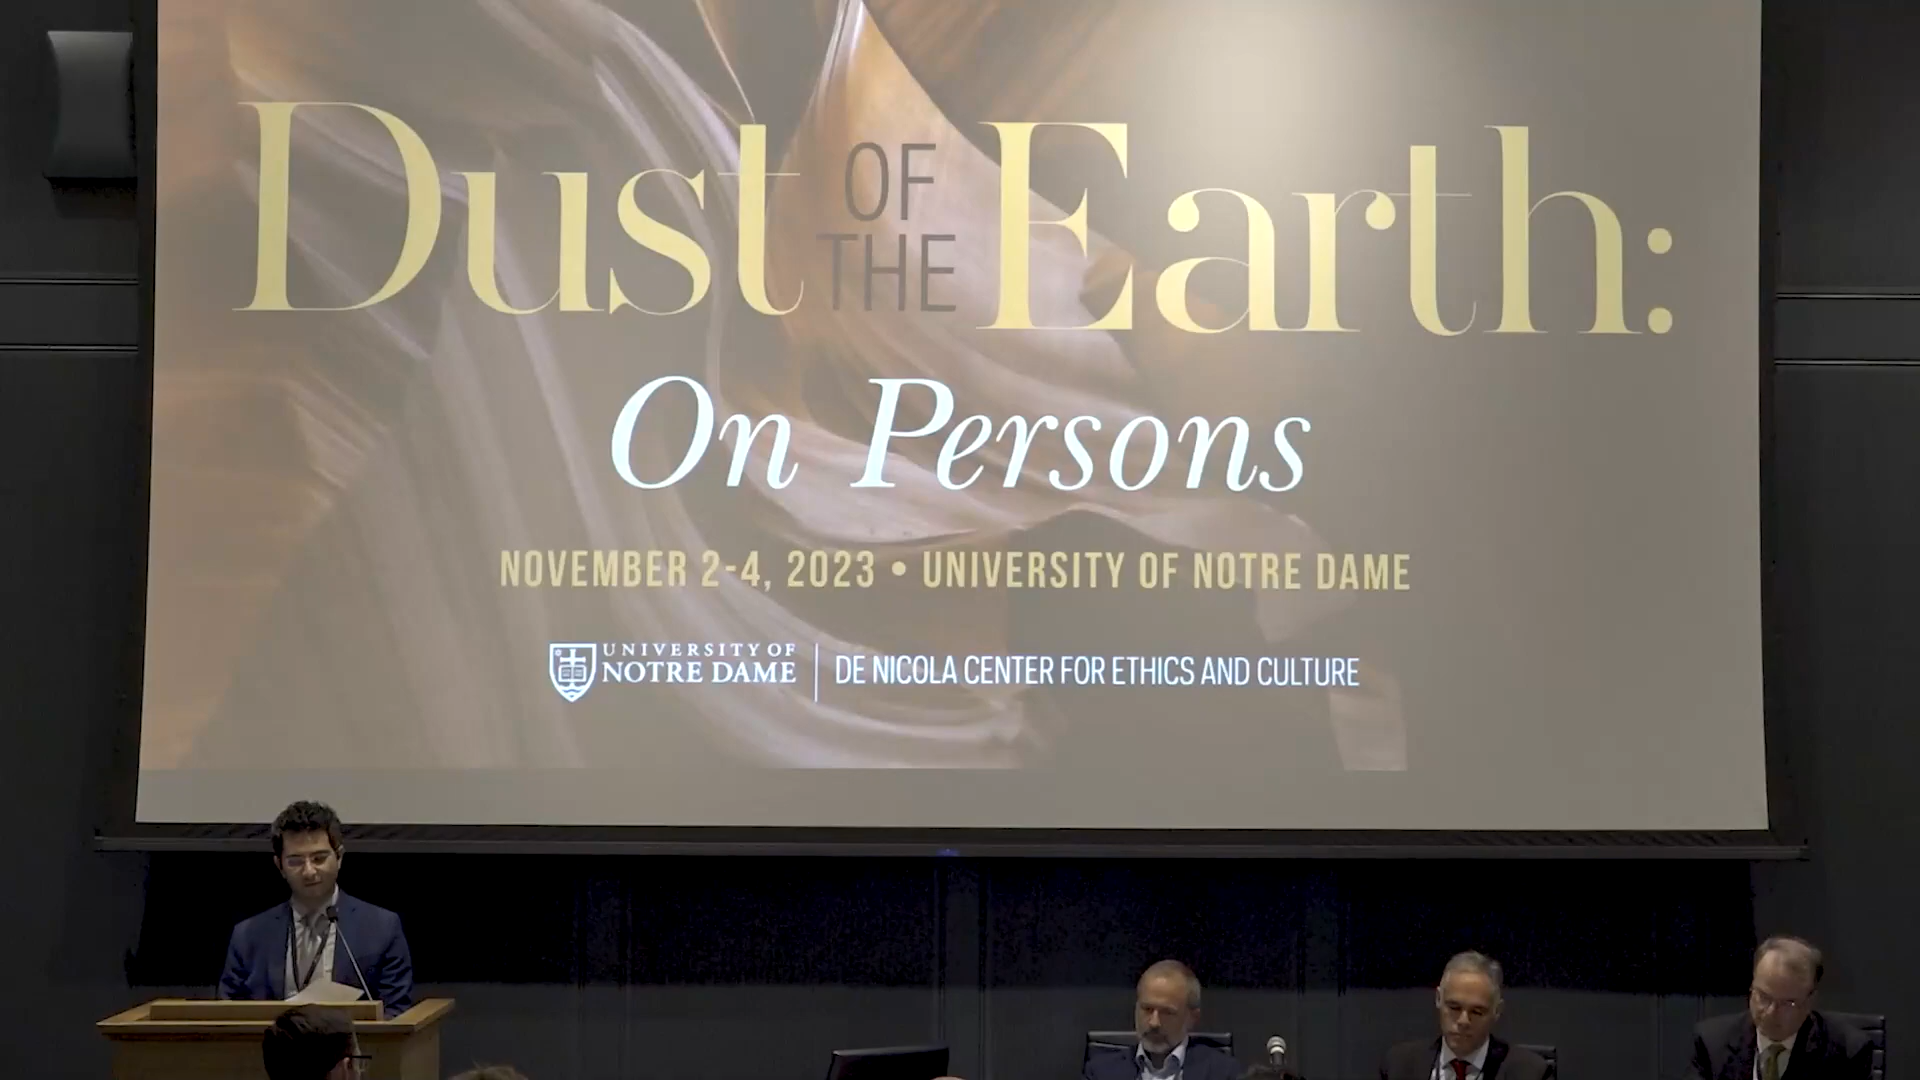 Dust OF THE Earth:
On Persons
NOVEMBER 2-4, 2023 • UNIVERSITY OF NOTRE DAME
UNIVERSITY OF NOTRE DAME | DE NICOLA CENTER FOR ETHICS AND CULTURE